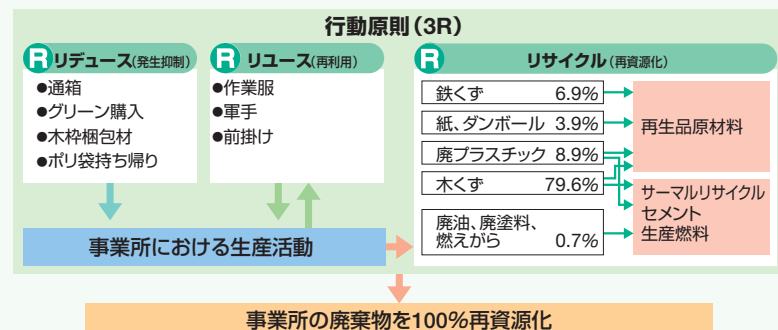 行動原則(3R)
R リデュース(発生抑制)
●通箱
●グリーン購入
●木枠梱包材
●ポリ袋持ち帰り
R リユース(再利用)
●作業服
●軍手
●前掛け
R リサイクル(再資源化)
鉄くず 6.9%
紙、ダンボール 3.9%
廃プラスチック 8.9%
木くず 79.6%
廃油、廃塗料、
燃えがら 0.7%
再生品原材料
サーマルリサイクル
セメント
生産燃料
事業所における生産活動
事業所の廃棄物を100%再資源化